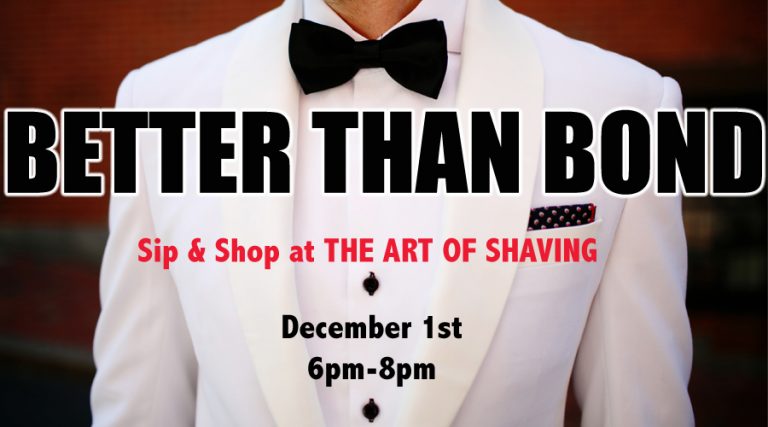 BETTER THAN BOND
Sip & Shop at THE ART OF SHAVING
December 1st
6pm-8pm